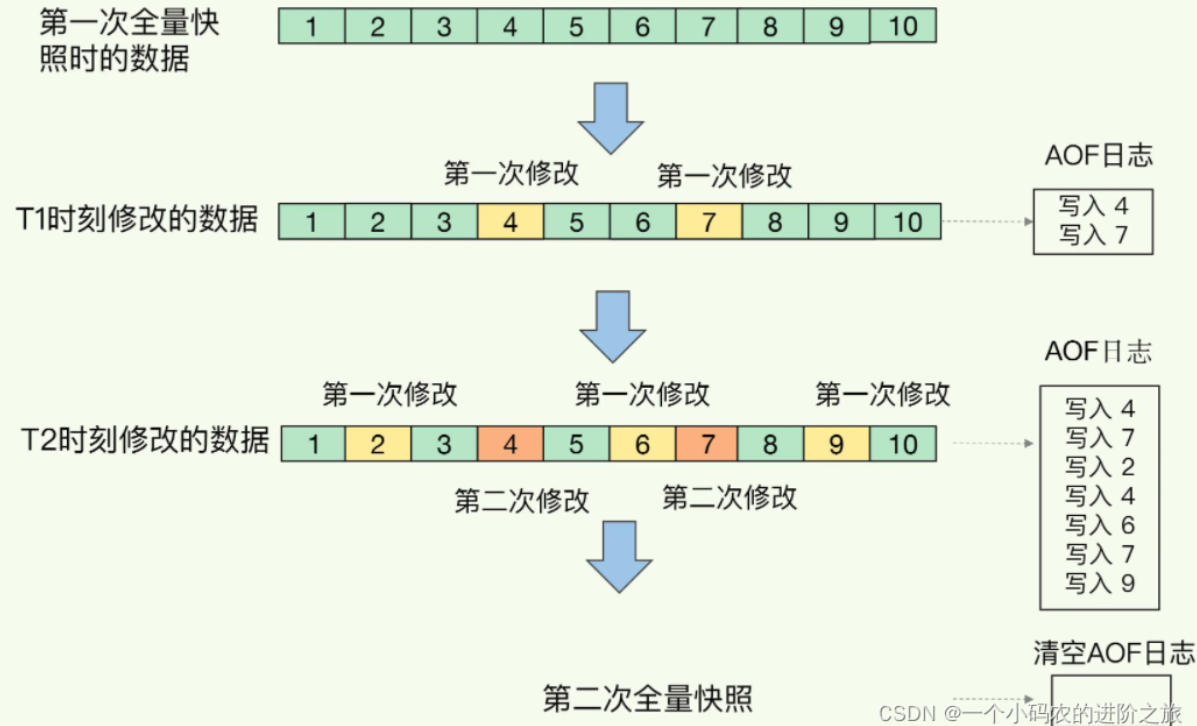 第一次全量快
照时的数据
1 2 3 4 5 6 7 8 9 10
第一次修改 第一次修改
AOF日志
T1时刻修改的数据
1 2 3 4 5 6 7 8 9 10
写入 4
写入 7
第一次修改 第一次修改 第一次修改
AOF日志
T2时刻修改的数据
1 2 3 4 5 6 7 8 9 10
写入 4
写入 7
写入 2
写入 4
写入 6
写入 7
写入 9
第二次修改 第二次修改
清空AOF日志
第二次全量快照
CSDN @一个小码农的进阶之旅